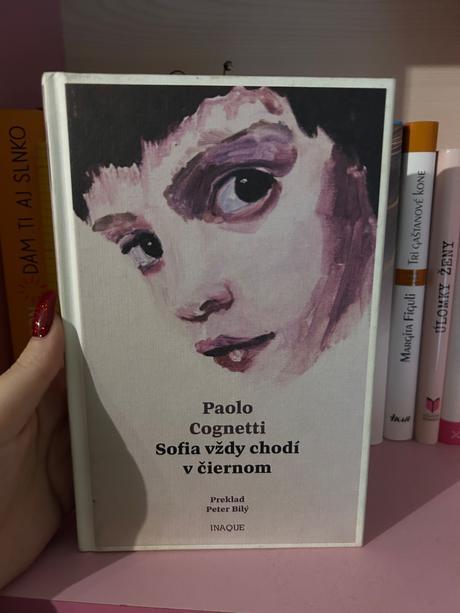 Paolo
Cognetti
Sofia vždy chodí
v čiernom
Preklad
Peter Bílý
INAQUE
DÁM TI AJ SLNKO
Margita Figuli
TRI GAŠTANOVÉ KONE
IKAR
ÚLOMKY ŽENY